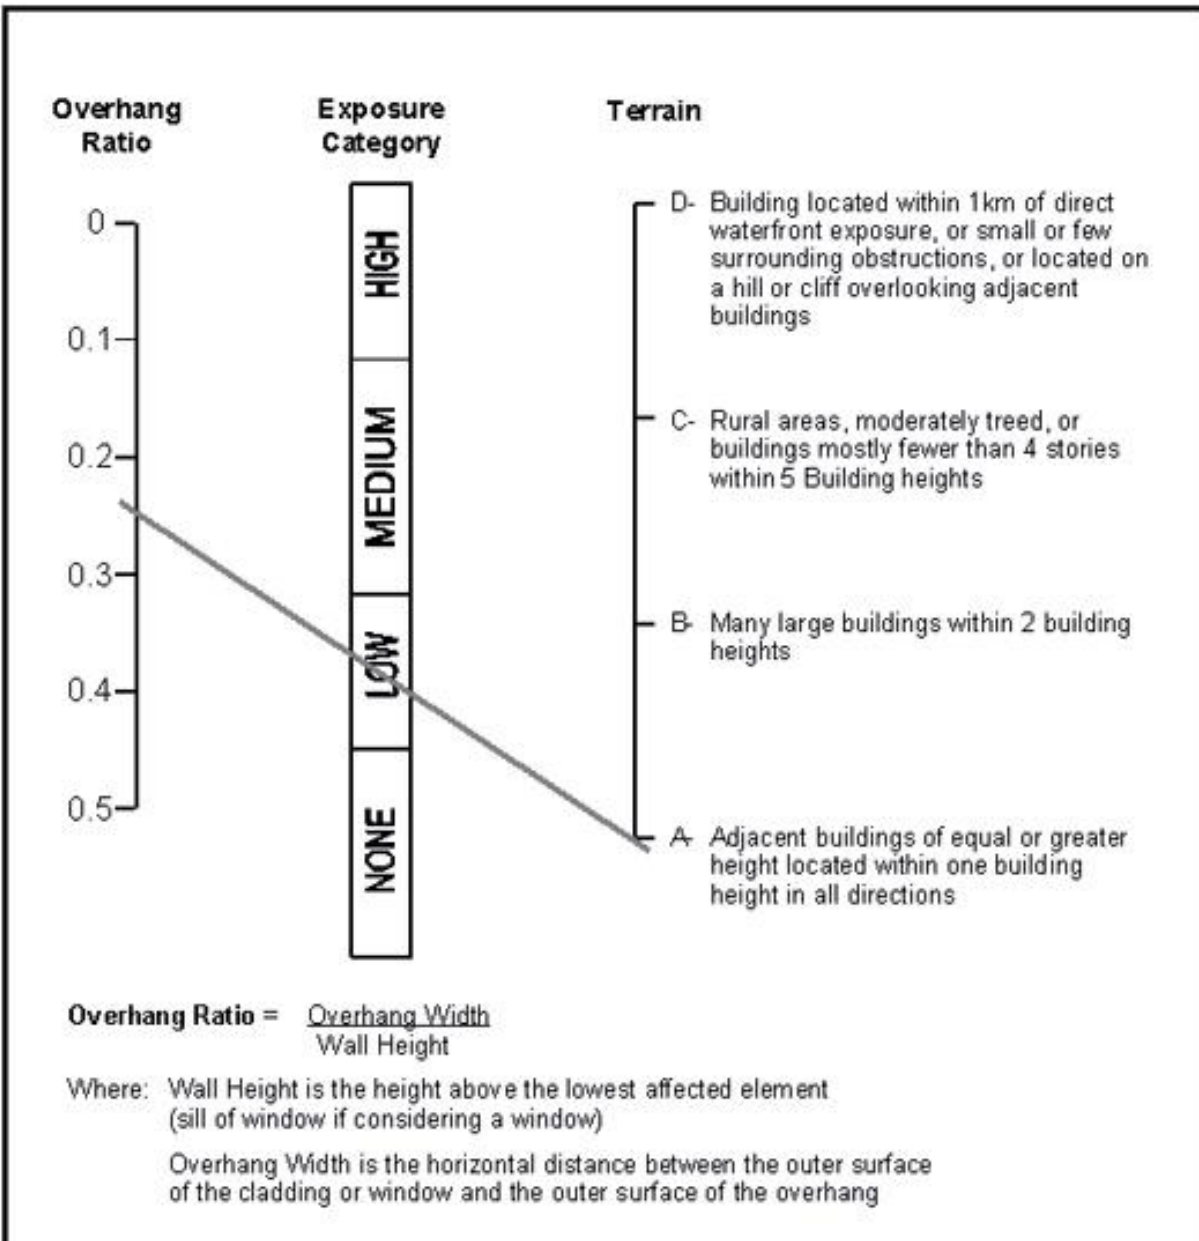 Overhang
Ratio
Exposure
Category
Terrain
0
0.1
0.2
0.3
0.4
0.5
HIGH
MEDIUM
LOW
NONE
D- Building located within 1km of direct
waterfront exposure, or small or few
surrounding obstructions, or located on
a hill or cliff overlooking adjacent
buildings
C- Rural areas, moderately treed, or
buildings mostly fewer than 4 stories
within 5 Building heights
B- Many large buildings within 2 building
heights
A- Adjacent buildings of equal or greater
height located within one building
height in all directions
Overhang Ratio = Overhang Width
Wall Height
Where: Wall Height is the height above the lowest affected element
(sill of window if considering a window)
Overhang Width is the horizontal distance between the outer surface
of the cladding or window and the outer surface of the overhang